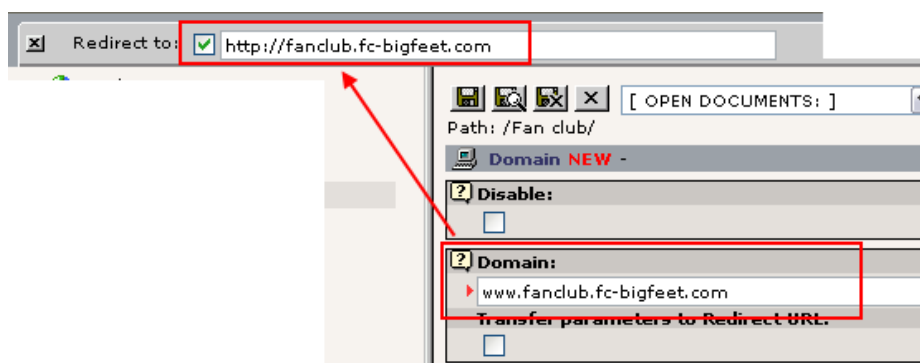 Redirect to: http://fanclub.fc-bigfeet.com
[ OPEN DOCUMENTS: ]
Path: /Fan club/
Domain NEW -
Disable:
Domain:
www.fanclub.fc-bigfeet.com
Transfer parameters to Redirect URL: